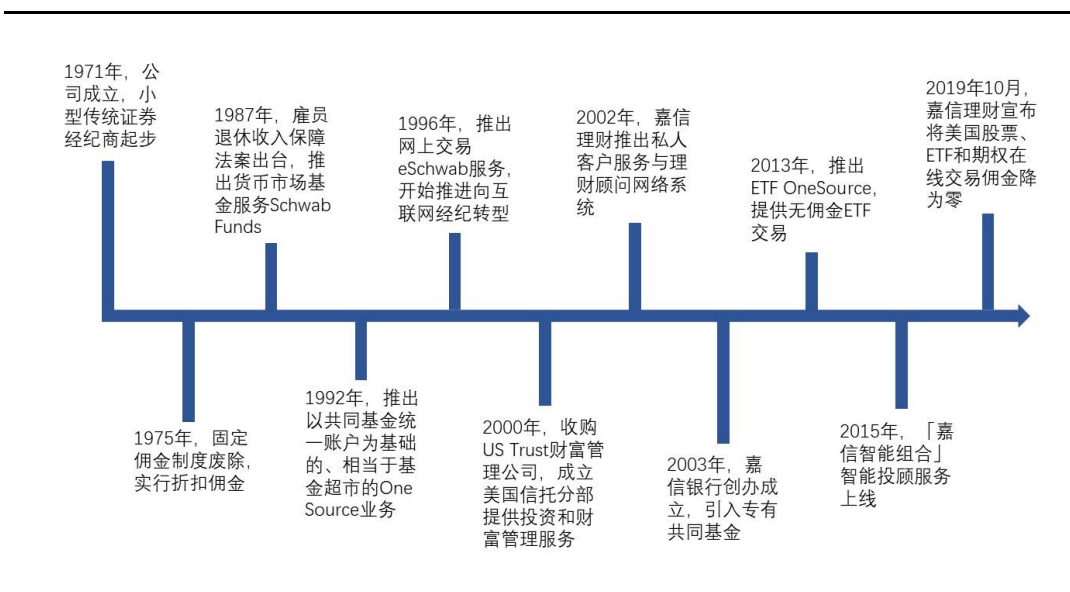 1971年，公
司成立，小
型传统证券
经纪商起步
1975年，固定
佣金制度废除，
实行折扣佣金
1987年，雇员
退休收入保障
法案出台，推
出货币市场基
金服务Schwab
Funds
1992年，推出
以共同基金统
一账户为基础
的、相当于基
金超市的One
Source业务
1996年，推出
网上交易
eSchwab服务，
开始推进向互
联网经纪转型
2000年，收购
US Trust财富管
理公司，成立
美国信托分部
提供投资和财
富管理服务
2002年，嘉信
理财推出私人
客户服务与理
财顾问网络系
统
2003年，嘉
信银行创办成
立，引入专有
共同基金
2013年，推出
ETF OneSource，
提供无佣金ETF
交易
2015年，「嘉
信智能组合」
智能投顾服务
上线
2019年10月，
嘉信理财宣布
将美国股票、
ETF和期权在
线交易佣金降
为零